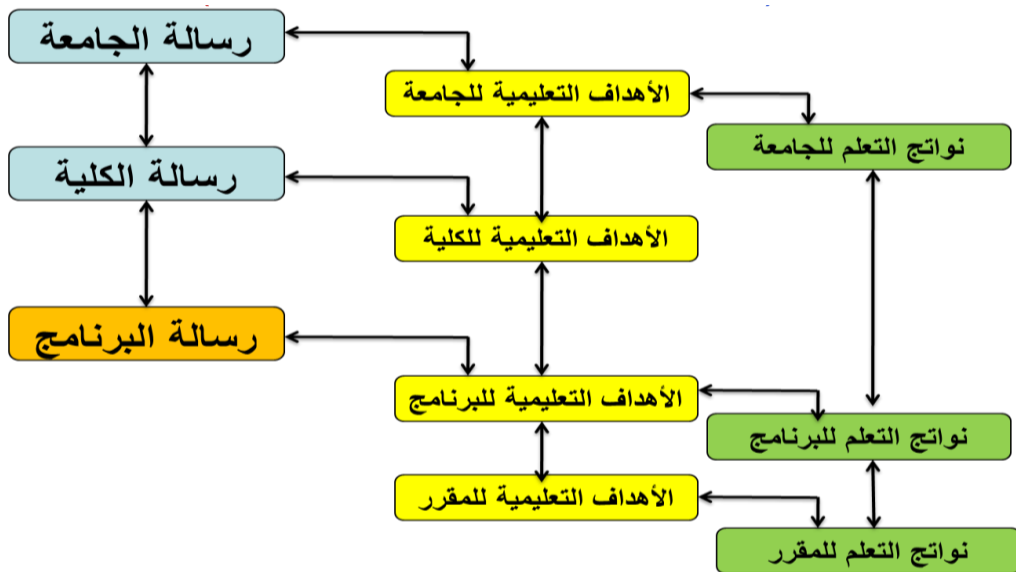 رسالة الجامعة
الأهداف التعليمية للجامعة
نواتج التعلم للجامعة
رسالة الكلية
الأهداف التعليمية للكلية
رسالة البرنامج
الأهداف التعليمية للبرنامج
نواتج التعلم للبرنامج
الأهداف التعليمية للمقرر
نواتج التعلم للمقرر